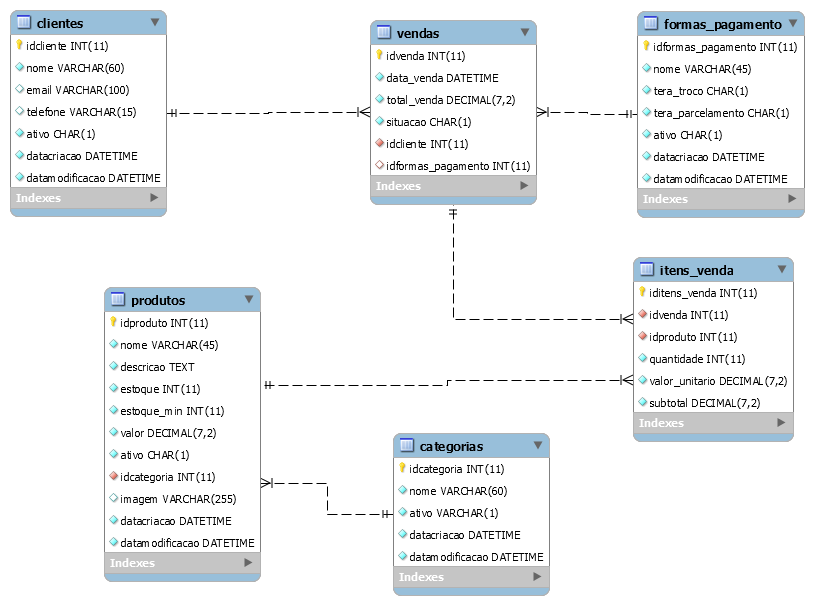 clientes
idcliente INT(11)
nome VARCHAR(60)
email VARCHAR(100)
telefone VARCHAR(15)
ativo CHAR(1)
datacriacao DATETIME
datamodificacao DATETIME
Indexes
vendas
idvenda INT(11)
data_venda DATETIME
total_venda DECIMAL(7,2)
situacao CHAR(1)
idcliente INT(11)
idformas_pagamento INT(11)
Indexes
formas_pagamento
idformas_pagamento INT(11)
nome VARCHAR(45)
tera_troco CHAR(1)
tera_parcelamento CHAR(1)
ativo CHAR(1)
datacriacao DATETIME
datamodificacao DATETIME
Indexes
itens_venda
iditens_venda INT(11)
idvenda INT(11)
idproduto INT(11)
quantidade INT(11)
valor_unitario DECIMAL(7,2)
subtotal DECIMAL(7,2)
Indexes
produtos
idproduto INT(11)
nome VARCHAR(45)
descricao TEXT
estoque INT(11)
estoque_min INT(11)
valor DECIMAL(7,2)
ativo CHAR(1)
idcategoria INT(11)
imagem VARCHAR(255)
datacriacao DATETIME
datamodificacao DATETIME
Indexes
categorias
idcategoria INT(11)
nome VARCHAR(60)
ativo VARCHAR(1)
datacriacao DATETIME
datamodificacao DATETIME
Indexes